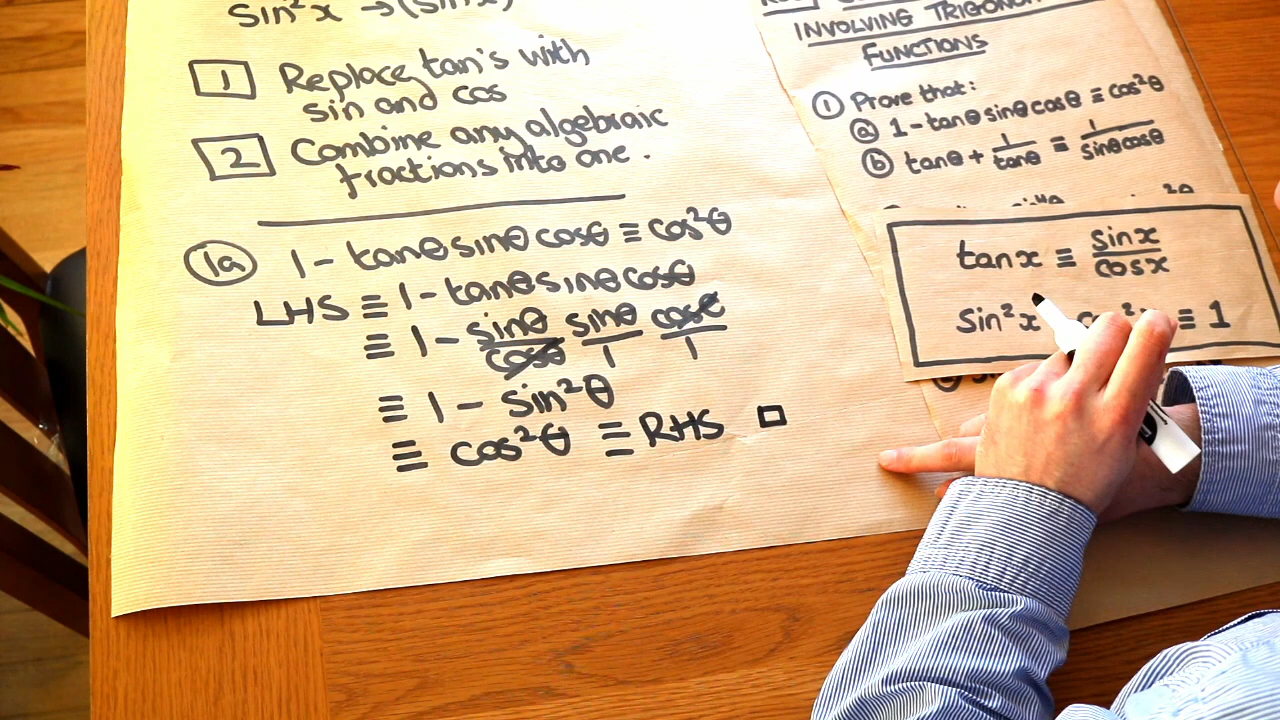 sin²x → (sin x)
1 Replace tan's with
sin and cos
2 Combine any algebraic
fractions into one.
1a 1 - tanθ sinθ cosθ ≡ cos²θ
LHS ≡ 1 - tanθ sinθ cosθ
≡ 1 - sinθ/cosθ sinθ/1 cosθ/1
≡ 1 - sin²θ
≡ cos²θ ≡ RHS □
INVOLVING
FUNCTIONS
① Prove that:
ⓐ 1 - tanθ sinθ cosθ ≡ cos²θ
ⓑ tanθ + 1/tanθ ≡ 1/sinθcosθ
tan x ≡ sin x/cos x
sin²x ≡ 1